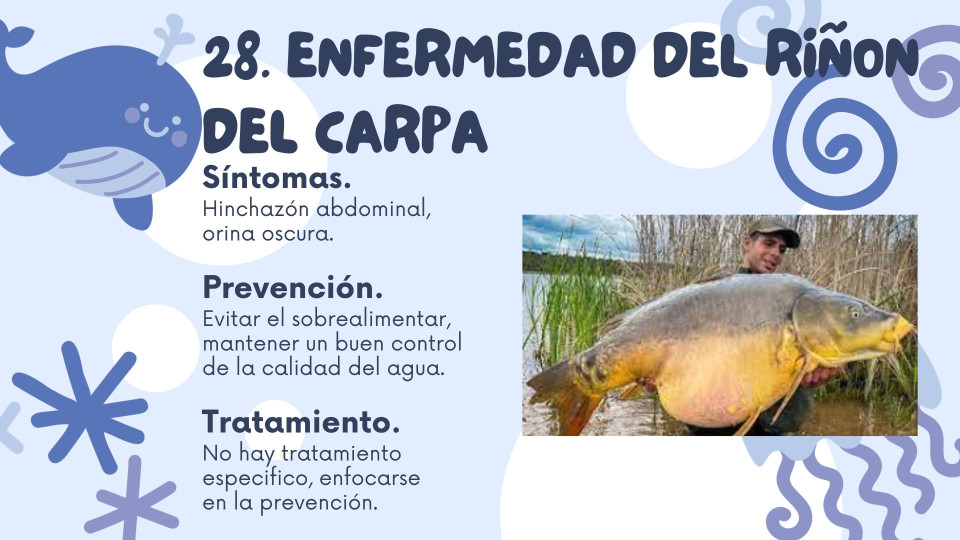 28. ENFERMEDAD DEL RIÑON
DEL CARPA
Síntomas.
Hinchazón abdominal,
orina oscura.
Prevención.
Evitar el sobrealimentar,
mantener un buen control
de la calidad del agua.
Tratamiento.
No hay tratamiento
especifico, enfocarse
en la prevención.